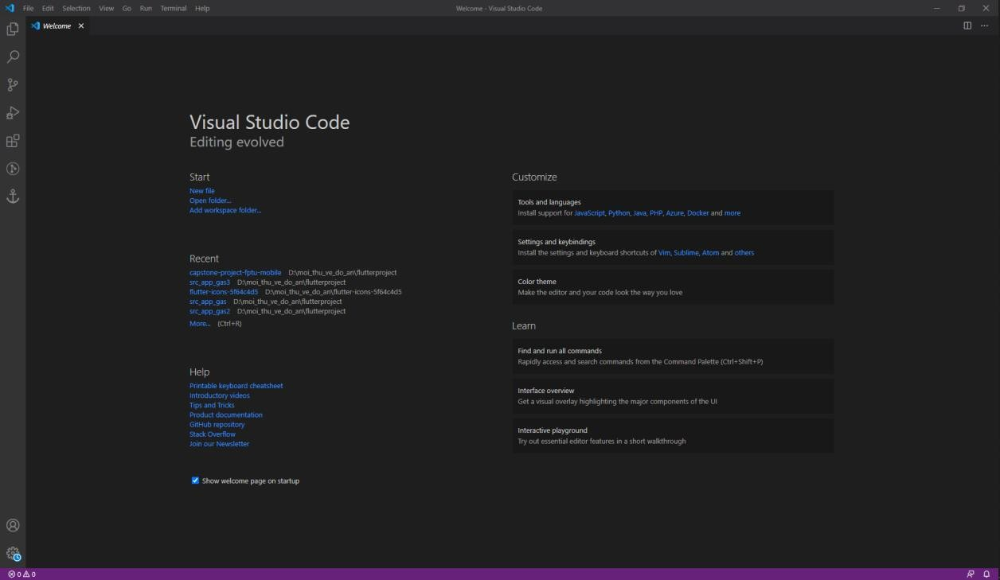 File Edit Selection View Go Run Terminal Help
Welcome - Visual Studio Code
Welcome
Visual Studio Code
Editing evolved
Start
New file
Open folder...
Add workspace folder...
Recent
capstone-project-fptu-mobile D:\moi_thu_ve_do_an\flutterproject
src_app_gas3 D:\moi_thu_ve_do_an\flutterproject
flutter-icons-5f64c4d5 D:\moi_thu_ve_do_an\flutter-icons-5f64c4d5
src_app_gas D:\moi_thu_ve_do_an\flutterproject
src_app_gas2 D:\moi_thu_ve_do_an\flutterproject
More... (Ctrl+R)
Help
Printable keyboard cheatsheet
Introductory videos
Tips and Tricks
Product documentation
GitHub repository
Stack Overflow
Join our Newsletter
Show welcome page on startup
Customize
Tools and languages
Install support for JavaScript, Python, Java, PHP, Azure, Docker and more
Settings and keybindings
Install the settings and keyboard shortcuts of Vim, Sublime, Atom and others
Color theme
Make the editor and your code look the way you love
Learn
Find and run all commands
Rapidly access and search commands from the Command Palette (Ctrl+Shift+P)
Interface overview
Get a visual overlay highlighting the major components of the UI
Interactive playground
Try out essential editor features in a short walkthrough
0 0